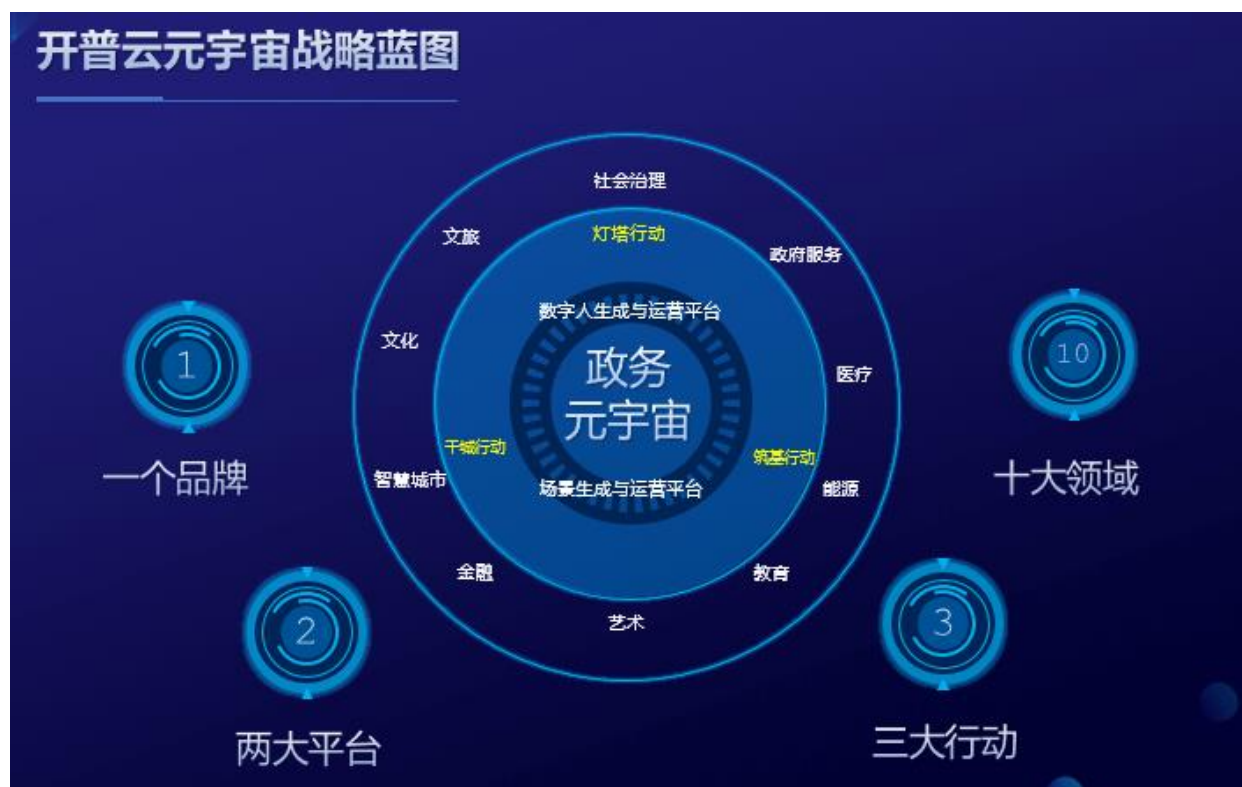 开普云元宇宙战略蓝图
社会治理
文旅
灯塔行动
政府服务
数字人生成与运营平台
文化
政务
元宇宙
医疗
1
10
一个品牌
十大领域
干城行动
筑基行动
智慧城市
场景生成与运营平台
能源
金融
教育
艺术
2
3
两大平台
三大行动